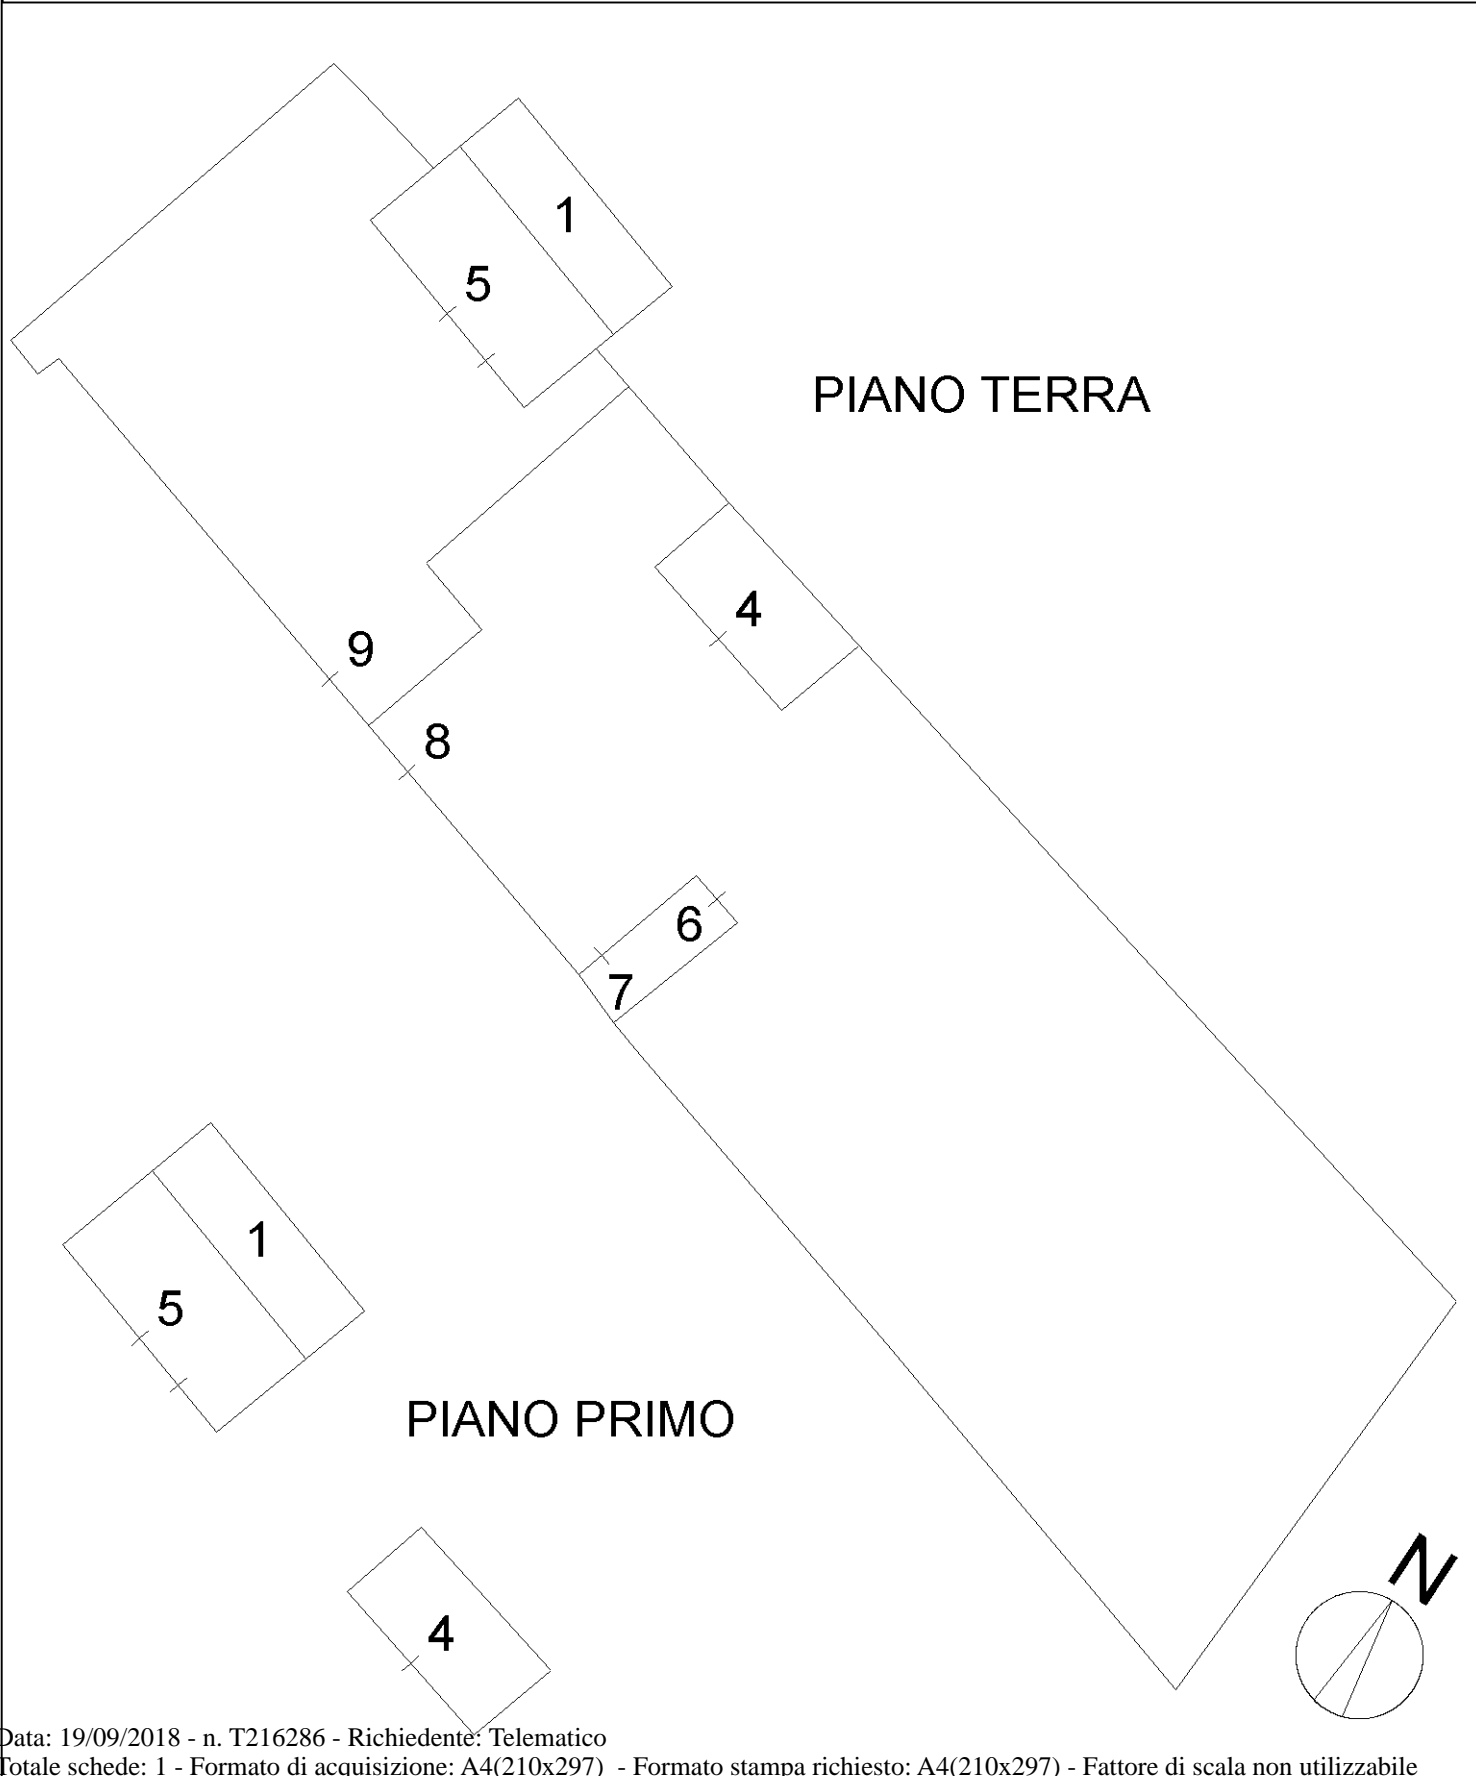 1
5
PIANO TERRA
4
9
8
6
7
1
5
PIANO PRIMO
N
4
Data: 19/09/2018 - n. T216286 - Richiedente: Telematico
Totale schede: 1 - Formato di acquisizione: A4(210x297) - Formato stampa richiesto: A4(210x297) - Fattore di scala non utilizzabile